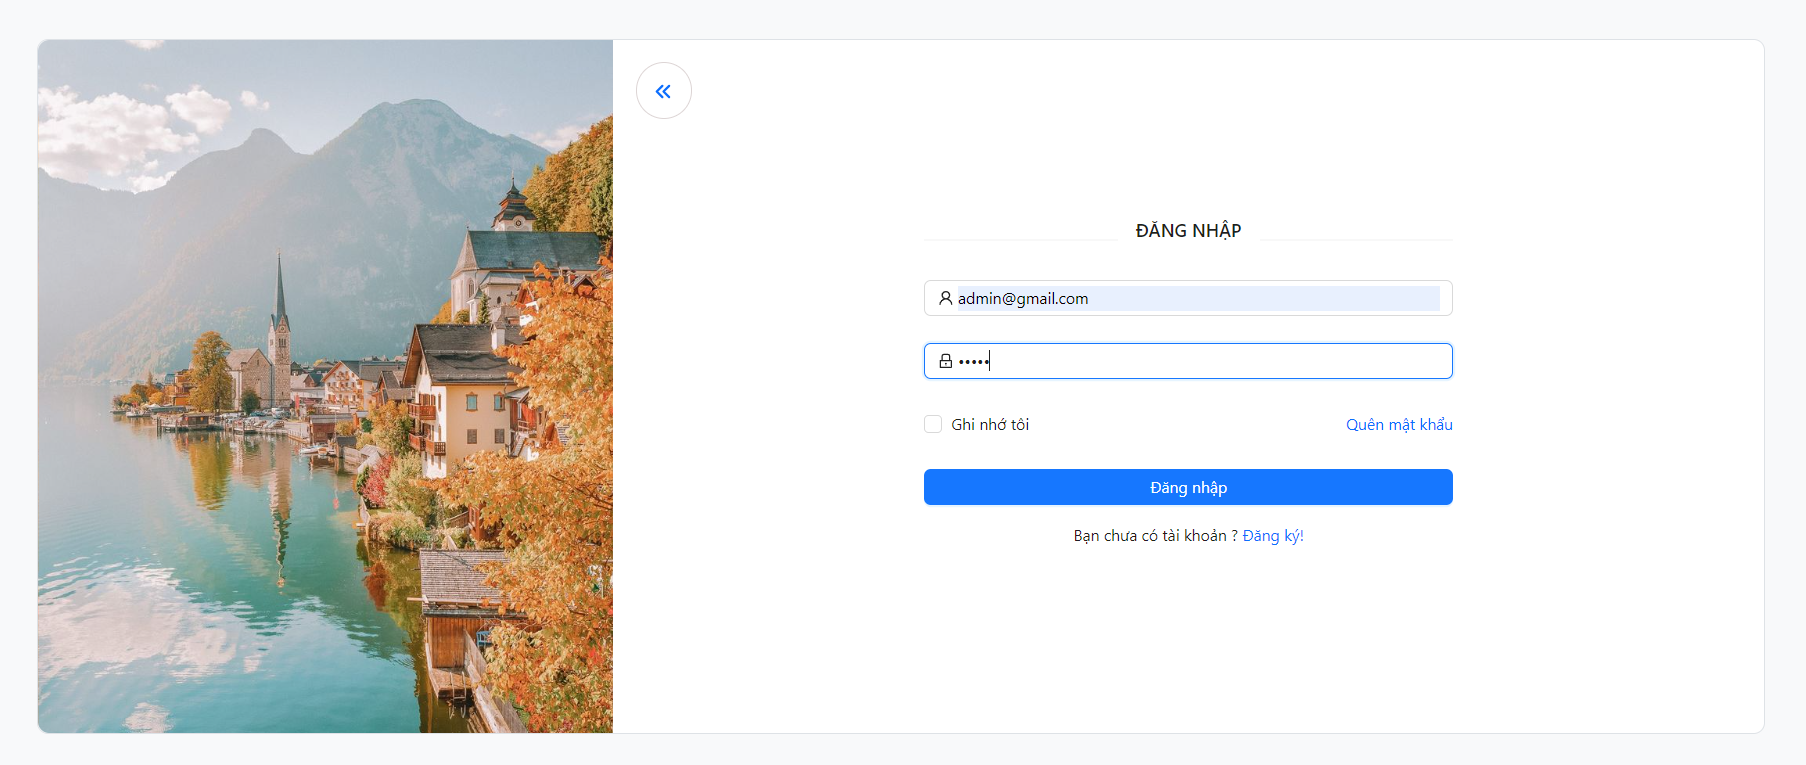 ĐĂNG NHẬP
admin@gmail.com
•••••
Ghi nhớ tôi
Quên mật khẩu
Đăng nhập
Bạn chưa có tài khoản ? Đăng ký!